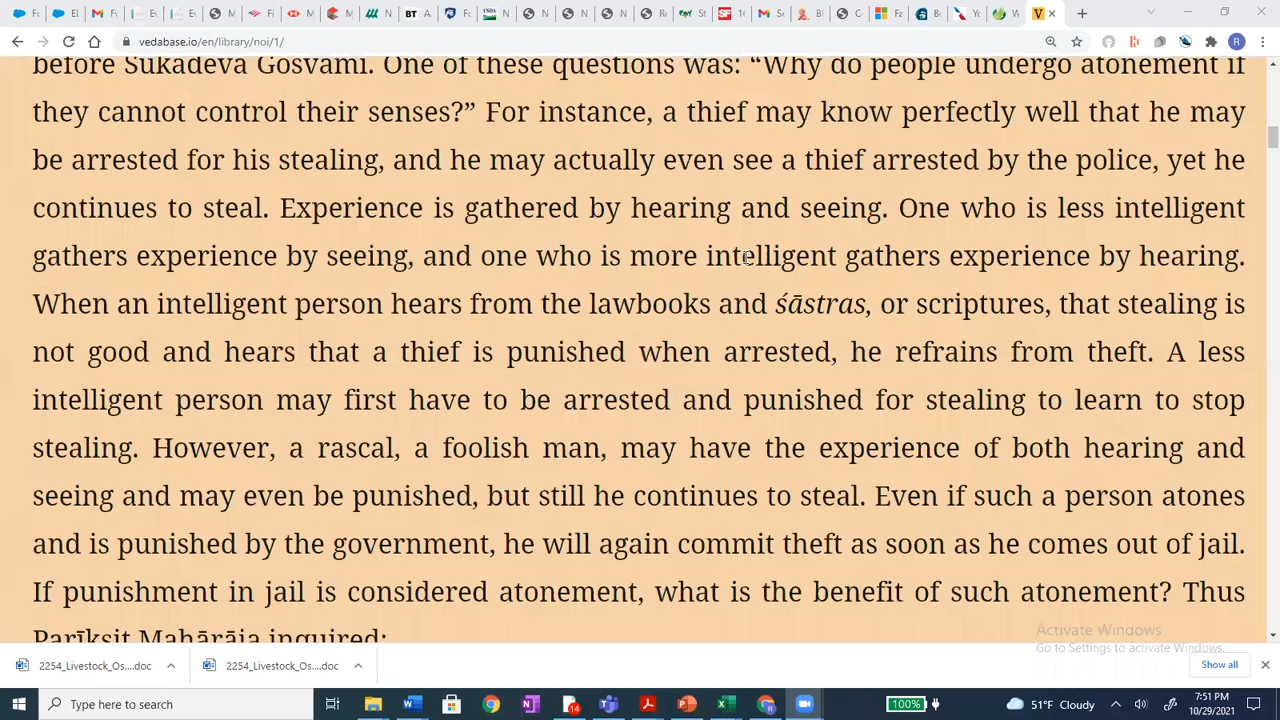 vedabase.io/en/library/noi/1/
before Śukadeva Gosvāmī. One of these questions was: “Why do people undergo atonement if
they cannot control their senses?” For instance, a thief may know perfectly well that he may
be arrested for his stealing, and he may actually even see a thief arrested by the police, yet he
continues to steal. Experience is gathered by hearing and seeing. One who is less intelligent
gathers experience by seeing, and one who is more intelligent gathers experience by hearing.
When an intelligent person hears from the lawbooks and śāstras, or scriptures, that stealing is
not good and hears that a thief is punished when arrested, he refrains from theft. A less
intelligent person may first have to be arrested and punished for stealing to learn to stop
stealing. However, a rascal, a foolish man, may have the experience of both hearing and
seeing and may even be punished, but still he continues to steal. Even if such a person atones
and is punished by the government, he will again commit theft as soon as he comes out of jail.
If punishment in jail is considered atonement, what is the benefit of such atonement? Thus
Parīkṣit Mahārāja inquired:
Activate Windows
Go to Settings to activate Windows.
2254_Livestock_Os....doc
2254_Livestock_Os....doc
Show all
Type here to search
14
100%
51°F Cloudy
7:51 PM
10/29/2021